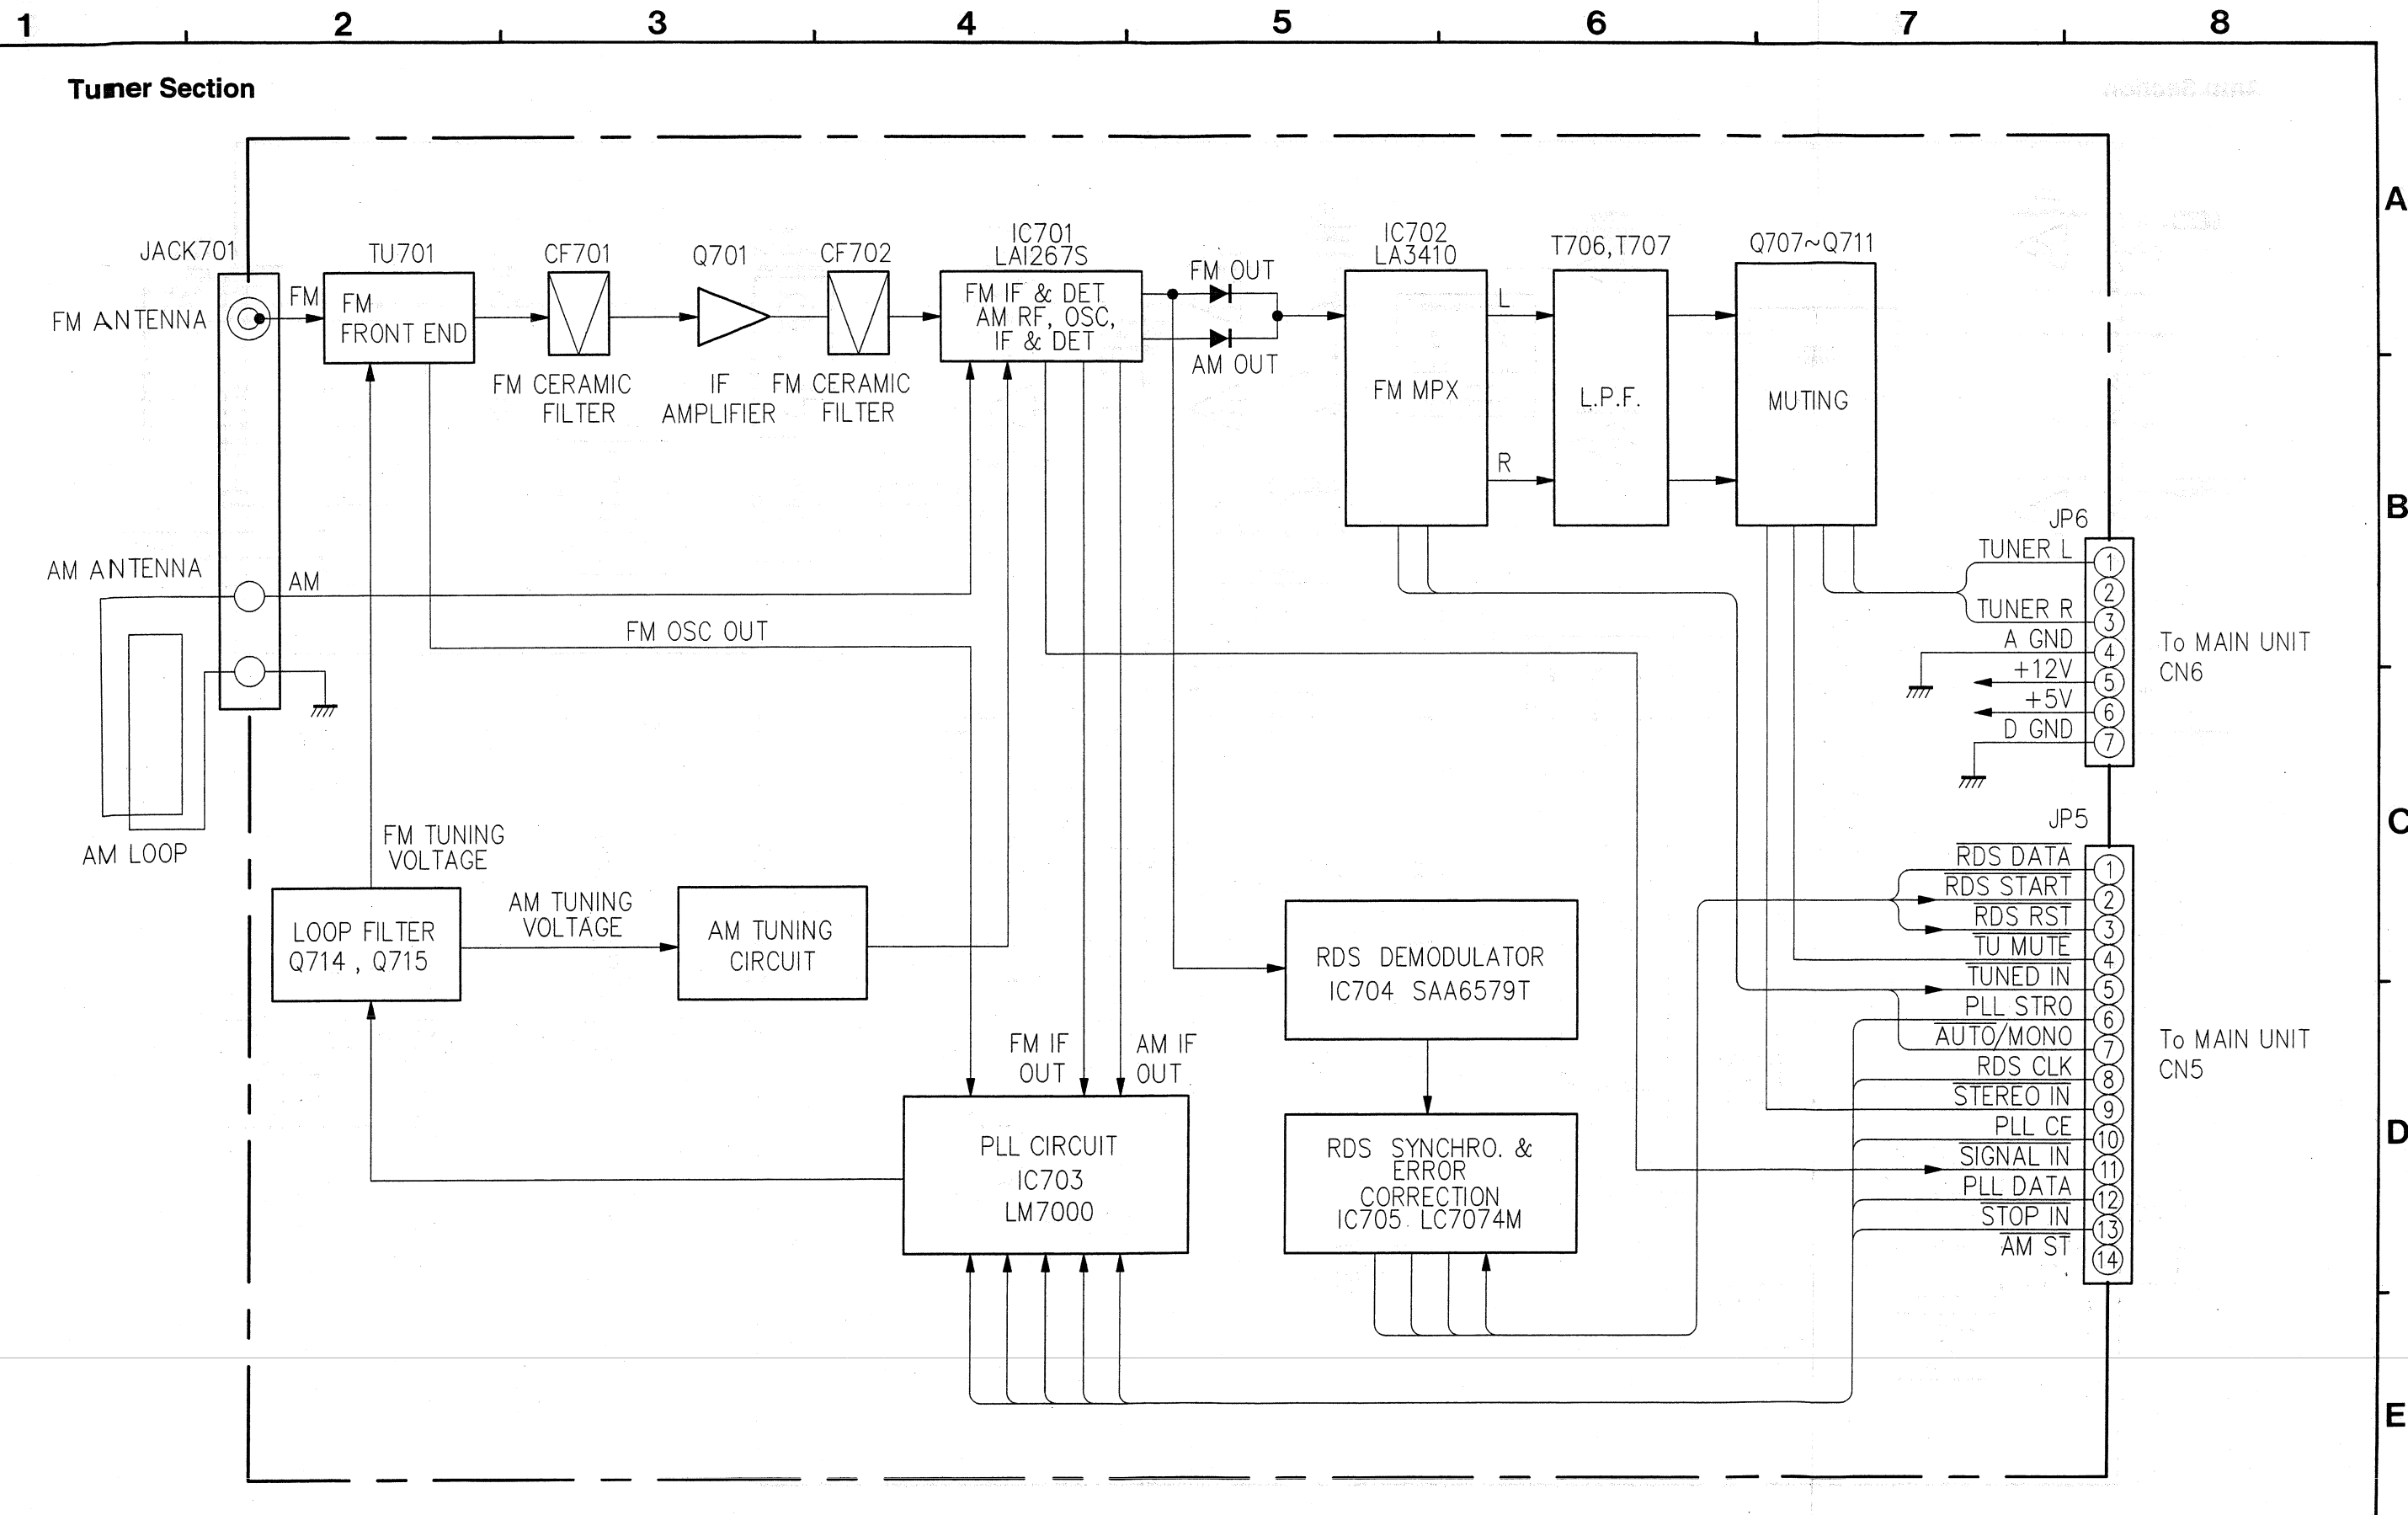 1 2 3 4 5 6 7 8
Tuner Section
A
B
C
D
E
JACK701
FM ANTENNA
FM
TU701
FM
FRONT END
CF701
FM CERAMIC
FILTER
Q701
IF
AMPLIFIER
CF702
FM CERAMIC
FILTER
IC701
LA1267S
FM IF & DET
AM RF, OSC,
IF & DET
FM OUT
AM OUT
IC702
LA3410
FM MPX
L
R
T706,T707
L.P.F.
Q707~Q711
MUTING
AM ANTENNA
AM
FM OSC OUT
AM LOOP
FM TUNING
VOLTAGE
LOOP FILTER
Q714 , Q715
AM TUNING
VOLTAGE
AM TUNING
CIRCUIT
FM IF
OUT
AM IF
OUT
PLL CIRCUIT
IC703
LM7000
RDS DEMODULATOR
IC704 SAA6579T
RDS SYNCHRO. &
ERROR
CORRECTION
IC705 LC7074M
JP6
TUNER L 1
2
TUNER R 3
A GND 4
+12V 5
+5V 6
D GND 7
To MAIN UNIT
CN6
JP5
RDS DATA 1
RDS START 2
RDS RST 3
TU MUTE 4
TUNED IN 5
PLL STRO 6
AUTO/MONO 7
RDS CLK 8
STEREO IN 9
PLL CE 10
SIGNAL IN 11
PLL DATA 12
STOP IN 13
AM ST 14
To MAIN UNIT
CN5